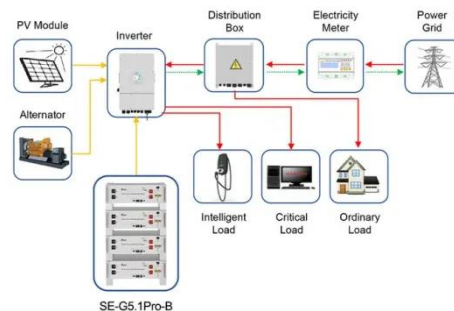 PV Module
Inverter
Distribution
Box
Electricity
Meter
Power
Grid
Alternator
Intelligent
Load
Critical
Load
Ordinary
Load
SE-G5.1Pro-B